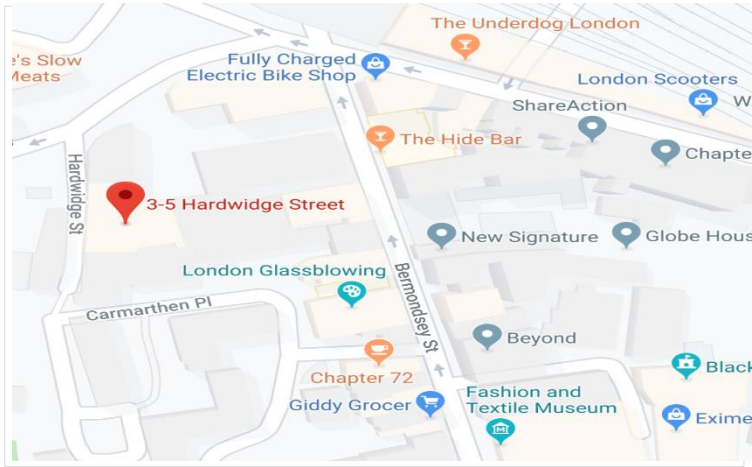 The Underdog London
e's Slow
Meats
Fully Charged
Electric Bike Shop
London Scooters
W
ShareAction
The Hide Bar
Chapte
Hardwidge St
3-5 Hardwidge Street
New Signature
Globe Hous
London Glassblowing
Carmarthen Pl
Bermondsey St
Beyond
Chapter 72
Black
Giddy Grocer
Fashion and
Textile Museum
Exime